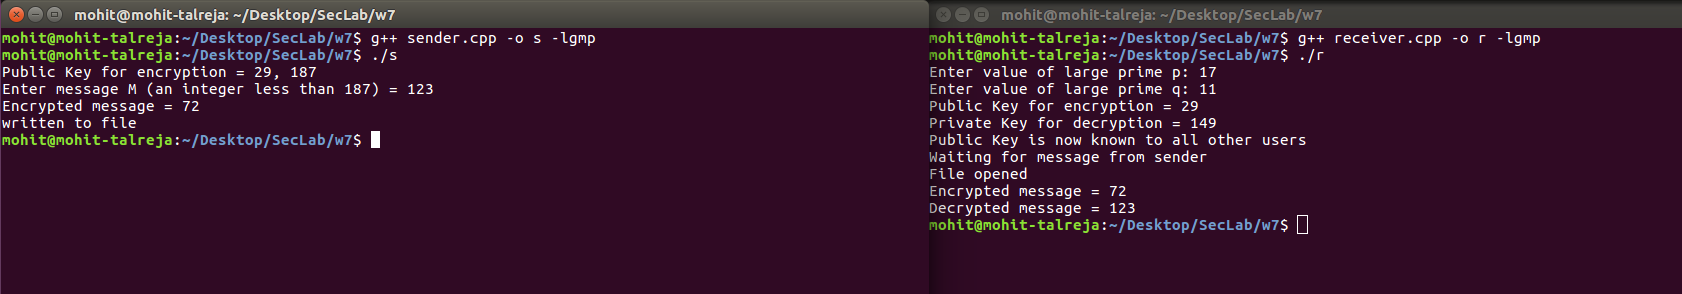 mohit@mohit-talreja: ~/Desktop/SecLab/w7
mohit@mohit-talreja:~/Desktop/SecLab/w7$ g++ sender.cpp -o s -lgmp
mohit@mohit-talreja:~/Desktop/SecLab/w7$ ./s
Public Key for encryption = 29, 187
Enter message M (an integer less than 187) = 123
Encrypted message = 72
written to file
mohit@mohit-talreja:~/Desktop/SecLab/w7$
mohit@mohit-talreja: ~/Desktop/SecLab/w7
mohit@mohit-talreja:~/Desktop/SecLab/w7$ g++ receiver.cpp -o r -lgmp
mohit@mohit-talreja:~/Desktop/SecLab/w7$ ./r
Enter value of large prime p: 17
Enter value of large prime q: 11
Public Key for encryption = 29
Private Key for decryption = 149
Public Key is now known to all other users
Waiting for message from sender
File opened
Encrypted message = 72
Decrypted message = 123
mohit@mohit-talreja:~/Desktop/SecLab/w7$